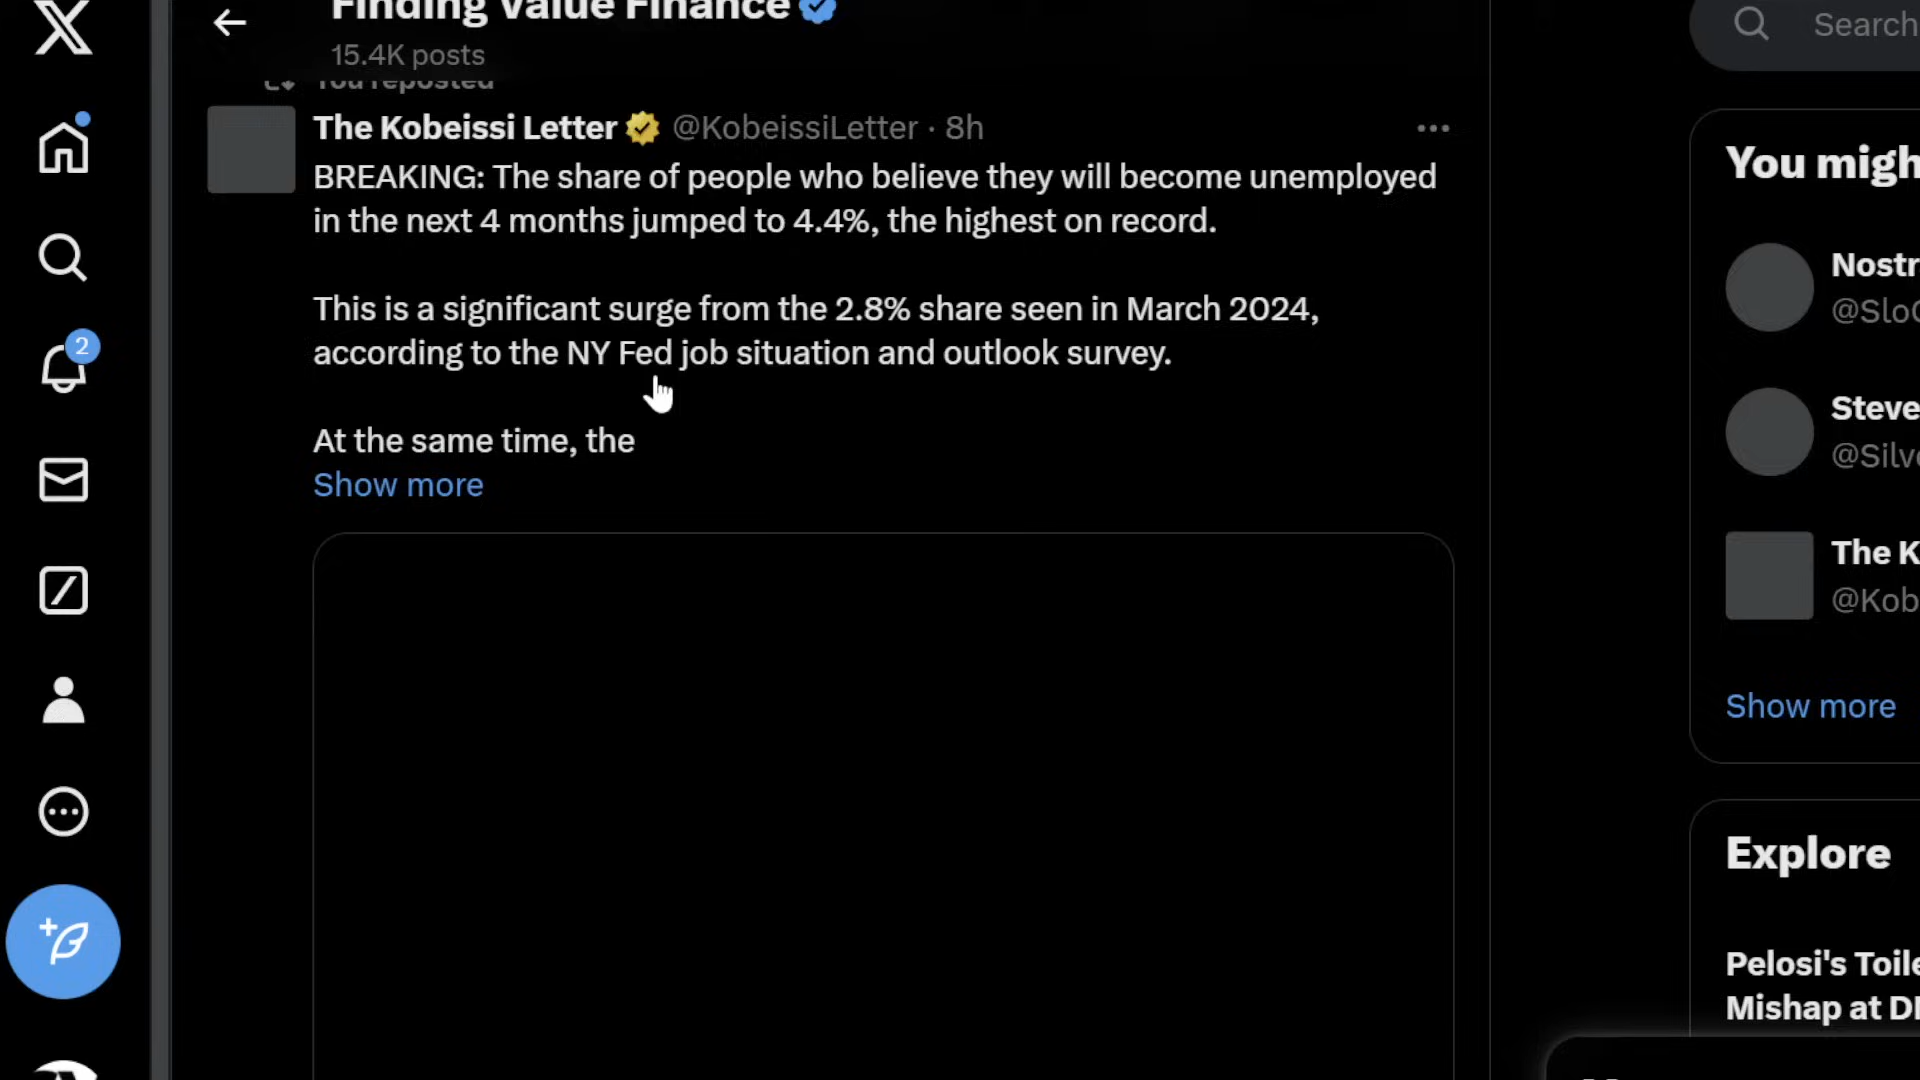 Finding Value Finance
15.4K posts
You reposted
The Kobeissi Letter @KobeissiLetter · 8h
BREAKING: The share of people who believe they will become unemployed
in the next 4 months jumped to 4.4%, the highest on record.
This is a significant surge from the 2.8% share seen in March 2024,
according to the NY Fed job situation and outlook survey.
At the same time, the
Show more
2
Search
You migh
Nostr
@Slo
Steve
@Silve
The K
@Kob
Show more
Explore
Pelosi's Toile
Mishap at D